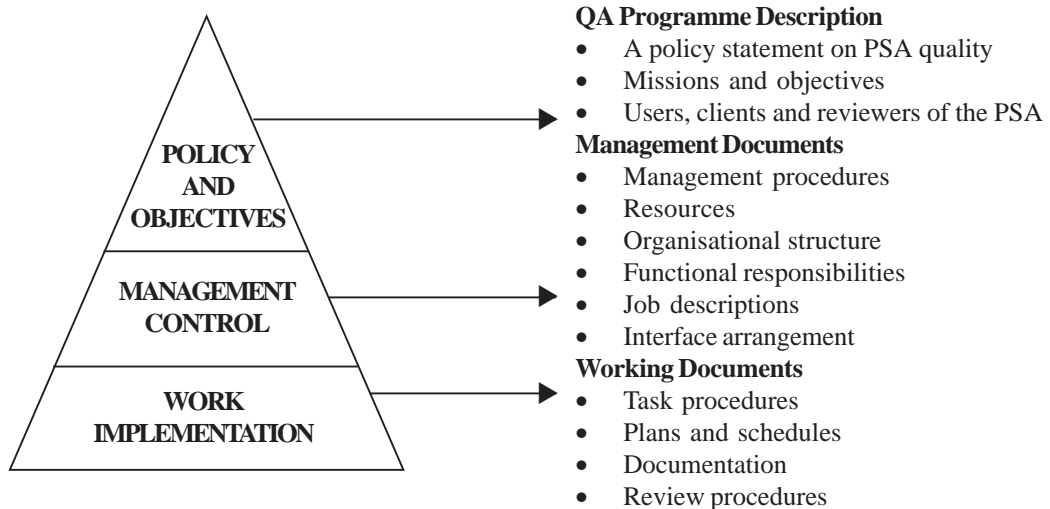 POLICY
AND
OBJECTIVES
MANAGEMENT
CONTROL
WORK
IMPLEMENTATION
QA Programme Description
• A policy statement on PSA quality
• Missions and objectives
• Users, clients and reviewers of the PSA
Management Documents
• Management procedures
• Resources
• Organisational structure
• Functional responsibilities
• Job descriptions
• Interface arrangement
Working Documents
• Task procedures
• Plans and schedules
• Documentation
• Review procedures